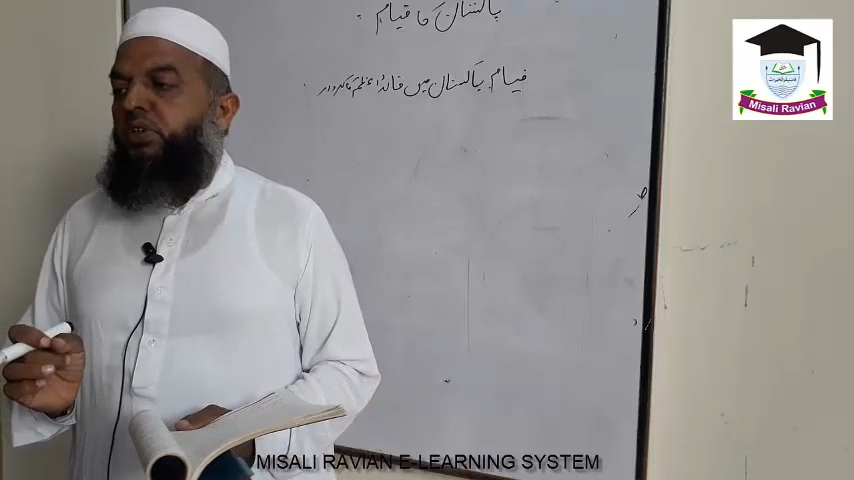 پاکستان کا قیام
قیام پاکستان میں قائد اعظم کا کردار
Misali Ravian
MISALI RAVIAN E-LEARNING SYSTEM